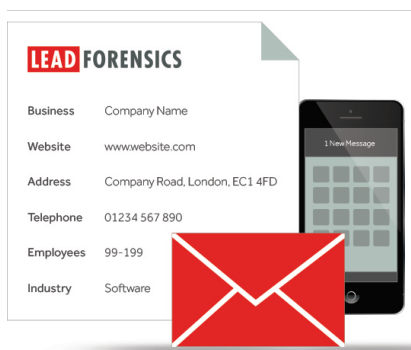 LEAD FORENSICS
Business Company Name
Website www.website.com
Address Company Road, London, EC1 4FD
Telephone 01234 567 890
Employees 99-199
Industry Software
1 New Message